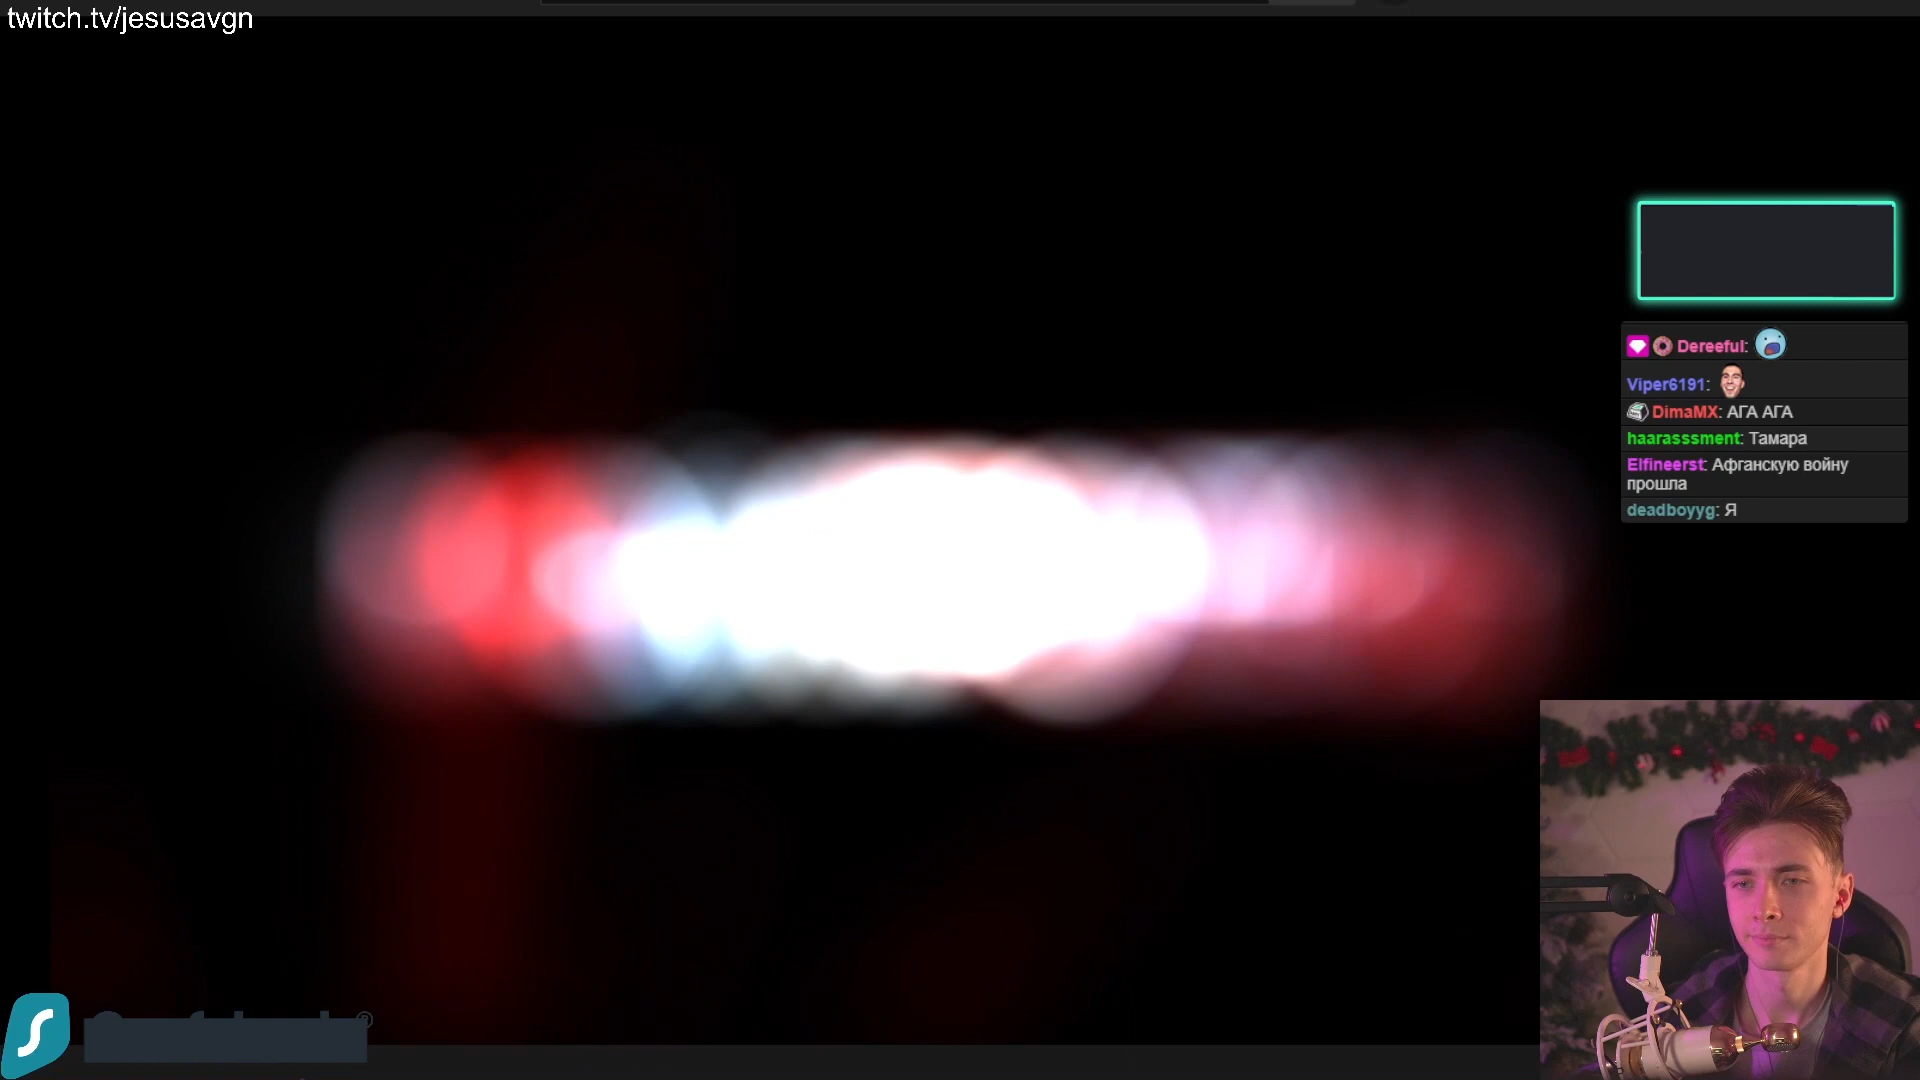 twitch.tv/jesusavgn
Dereeful:
Viper6191:
DimaMX: АГА АГА
haarasssment: Тамара
Elfineerst: Афганскую войну
прошла
deadboyyg: Я
®